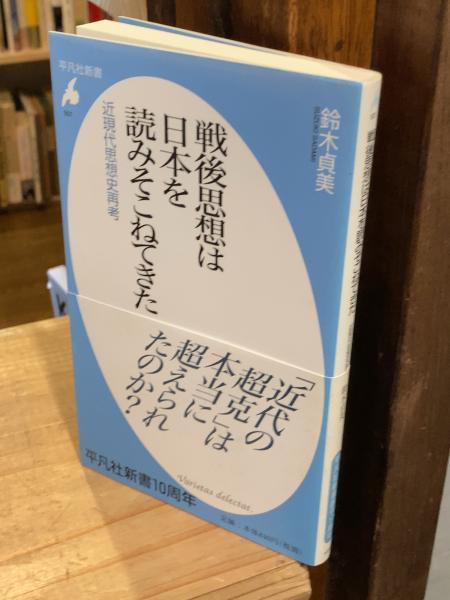 鈴木貞美
SUZUKI SADAMI
戦後思想は
日本を
読みそこねてきた
近現代思想史再考
平凡社新書
「近代の
超克」は
本当に
超えられ
たのか?
Varietas delectat.
平凡社新書10周年